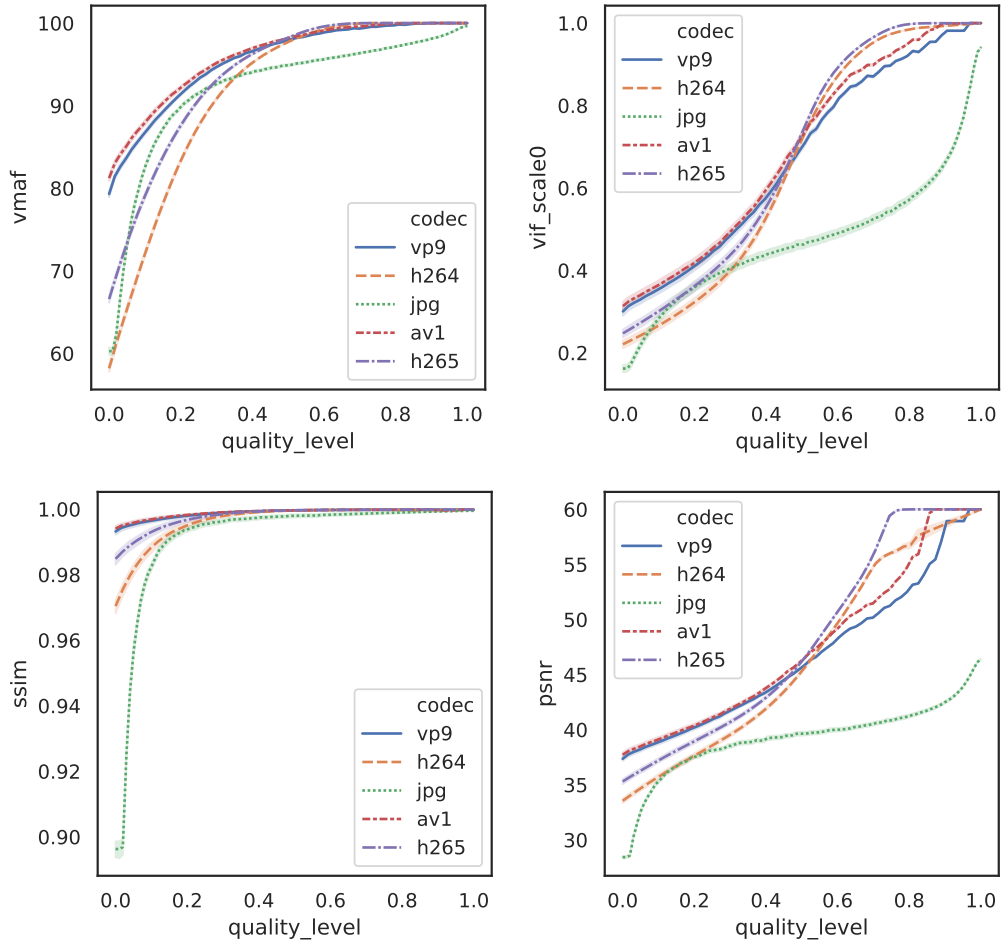 100
90
80
70
60
vmaf
codec
vp9
h264
jpg
av1
h265
0.0 0.2 0.4 0.6 0.8 1.0
quality_level
1.0
0.8
0.6
0.4
0.2
vif_scale0
codec
vp9
h264
jpg
av1
h265
0.0 0.2 0.4 0.6 0.8 1.0
quality_level
1.00
0.98
0.96
0.94
0.92
0.90
ssim
codec
vp9
h264
jpg
av1
h265
0.0 0.2 0.4 0.6 0.8 1.0
quality_level
60
55
50
45
40
35
30
psnr
codec
vp9
h264
jpg
av1
h265
0.0 0.2 0.4 0.6 0.8 1.0
quality_level